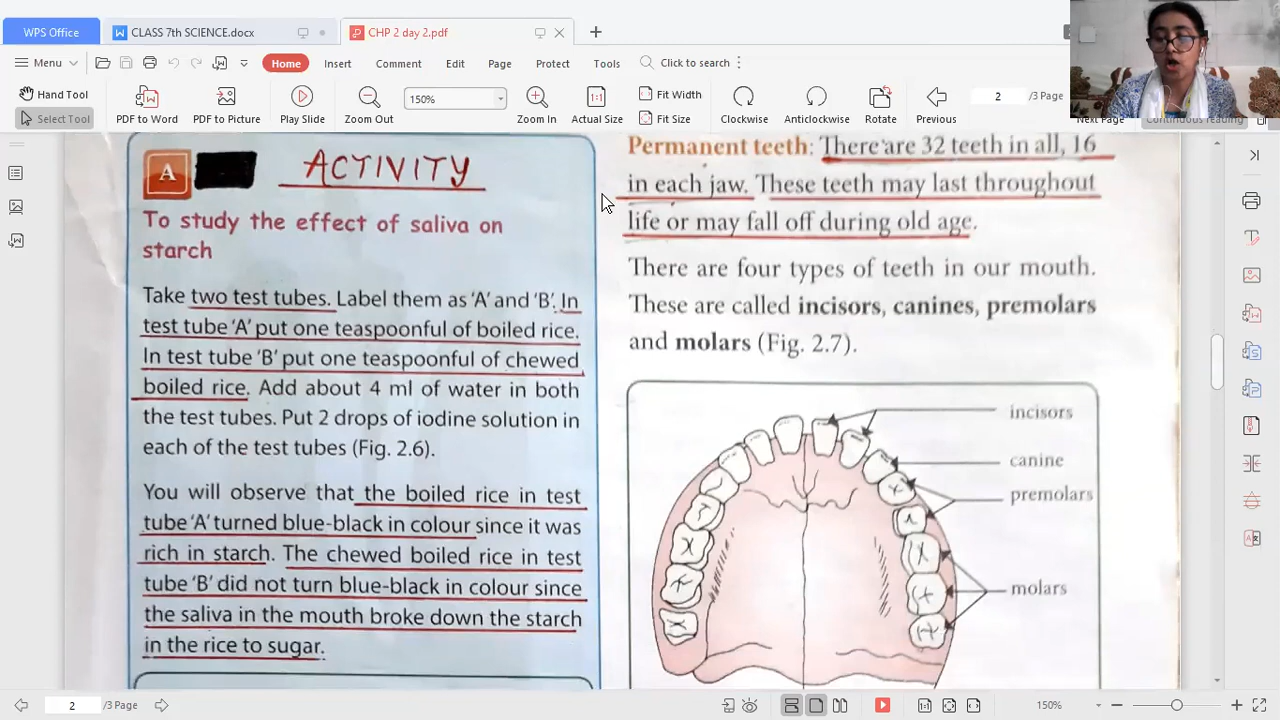 WPS Office
CLASS 7th SCIENCE.docx
CHP 2 day 2.pdf
Menu
Home
Insert
Comment
Edit
Page
Protect
Tools
Click to search
Hand Tool
Select Tool
PDF to Word
PDF to Picture
Play Slide
Zoom Out
150%
Zoom In
Actual Size
Fit Width
Fit Size
Clockwise
Anticlockwise
Rotate
Previous
2
/3 Page
Next Page
Continuous reading
A
ACTIVITY
To study the effect of saliva on
starch
Take two test tubes. Label them as ‘A’ and ‘B’. In
test tube ‘A’ put one teaspoonful of boiled rice.
In test tube ‘B’ put one teaspoonful of chewed
boiled rice. Add about 4 ml of water in both
the test tubes. Put 2 drops of iodine solution in
each of the test tubes (Fig. 2.6).
You will observe that the boiled rice in test
tube ‘A’ turned blue-black in colour since it was
rich in starch. The chewed boiled rice in test
tube ‘B’ did not turn blue-black in colour since
the saliva in the mouth broke down the starch
in the rice to sugar.
Permanent teeth: There are 32 teeth in all, 16
in each jaw. These teeth may last throughout
life or may fall off during old age.
There are four types of teeth in our mouth.
These are called incisors, canines, premolars
and molars (Fig. 2.7).
incisors
canine
premolars
molars
2
/3 Page
150%